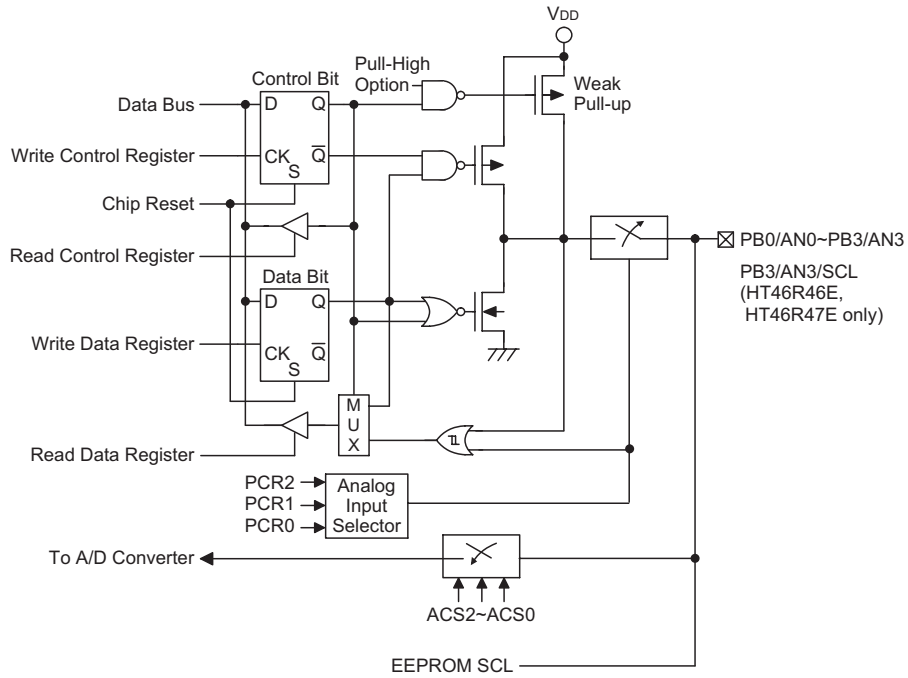 VDD
Pull-High
Option
Control Bit
Weak
Pull-up
Data Bus
D
Q
Write Control Register
CK
Q
S
Chip Reset
Read Control Register
PB0/AN0~PB3/AN3
PB3/AN3/SCL
(HT46R46E,
HT46R47E only)
Data Bit
D
Q
Write Data Register
CK
Q
S
M
U
X
Read Data Register
PCR2
PCR1
PCR0
Analog
Input
Selector
To A/D Converter
ACS2~ACS0
EEPROM SCL